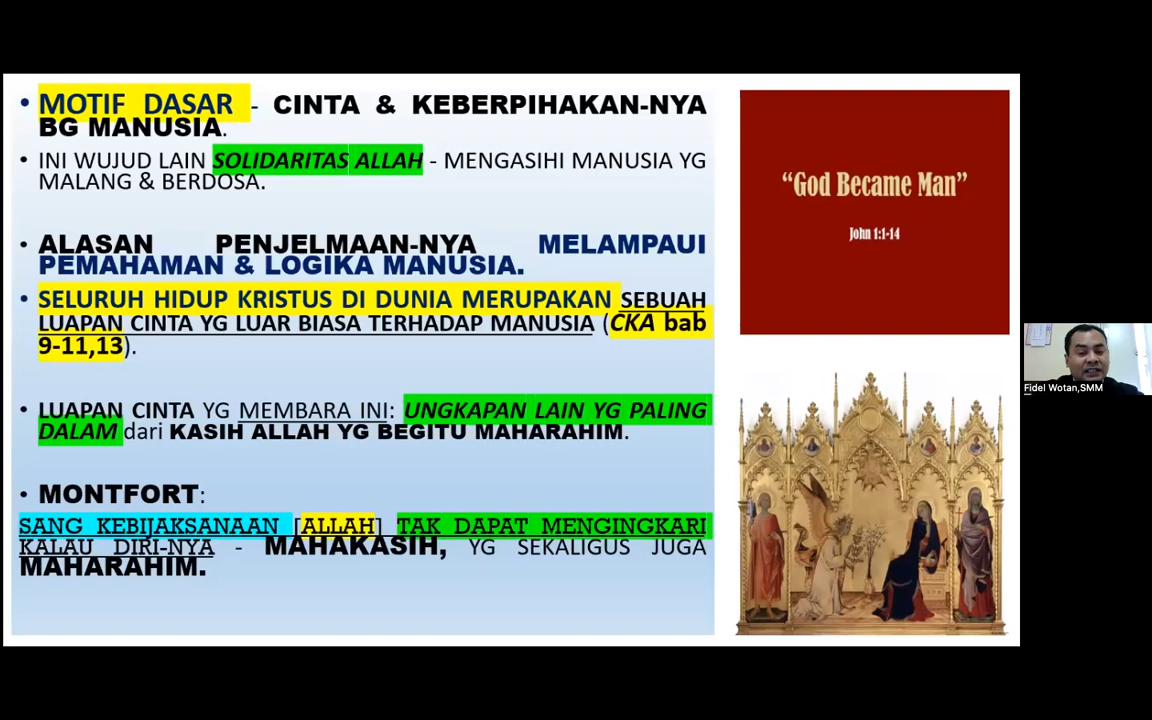 • MOTIF DASAR - CINTA & KEBERPIHAKAN-NYA
BG MANUSIA.
• INI WUJUD LAIN SOLIDARITAS ALLAH - MENGASIHI MANUSIA YG
MALANG & BERDOSA.
• ALASAN PENJELMAAN-NYA MELAMPAUI
PEMAHAMAN & LOGIKA MANUSIA.
• SELURUH HIDUP KRISTUS DI DUNIA MERUPAKAN SEBUAH
LUAPAN CINTA YG LUAR BIASA TERHADAP MANUSIA (CKA bab
9-11,13).
• LUAPAN CINTA YG MEMBARA INI: UNGKAPAN LAIN YG PALING
DALAM dari KASIH ALLAH YG BEGITU MAHARAHIM.
• MONTFORT:
SANG KEBIJAKSANAAN [ALLAH] TAK DAPAT MENGINGKARI
KALAU DIRI-NYA - MAHAKASIH, YG SEKALIGUS JUGA
MAHARAHIM.
“God Became Man”
John 1:1-14
Fidel Wotan,SMM